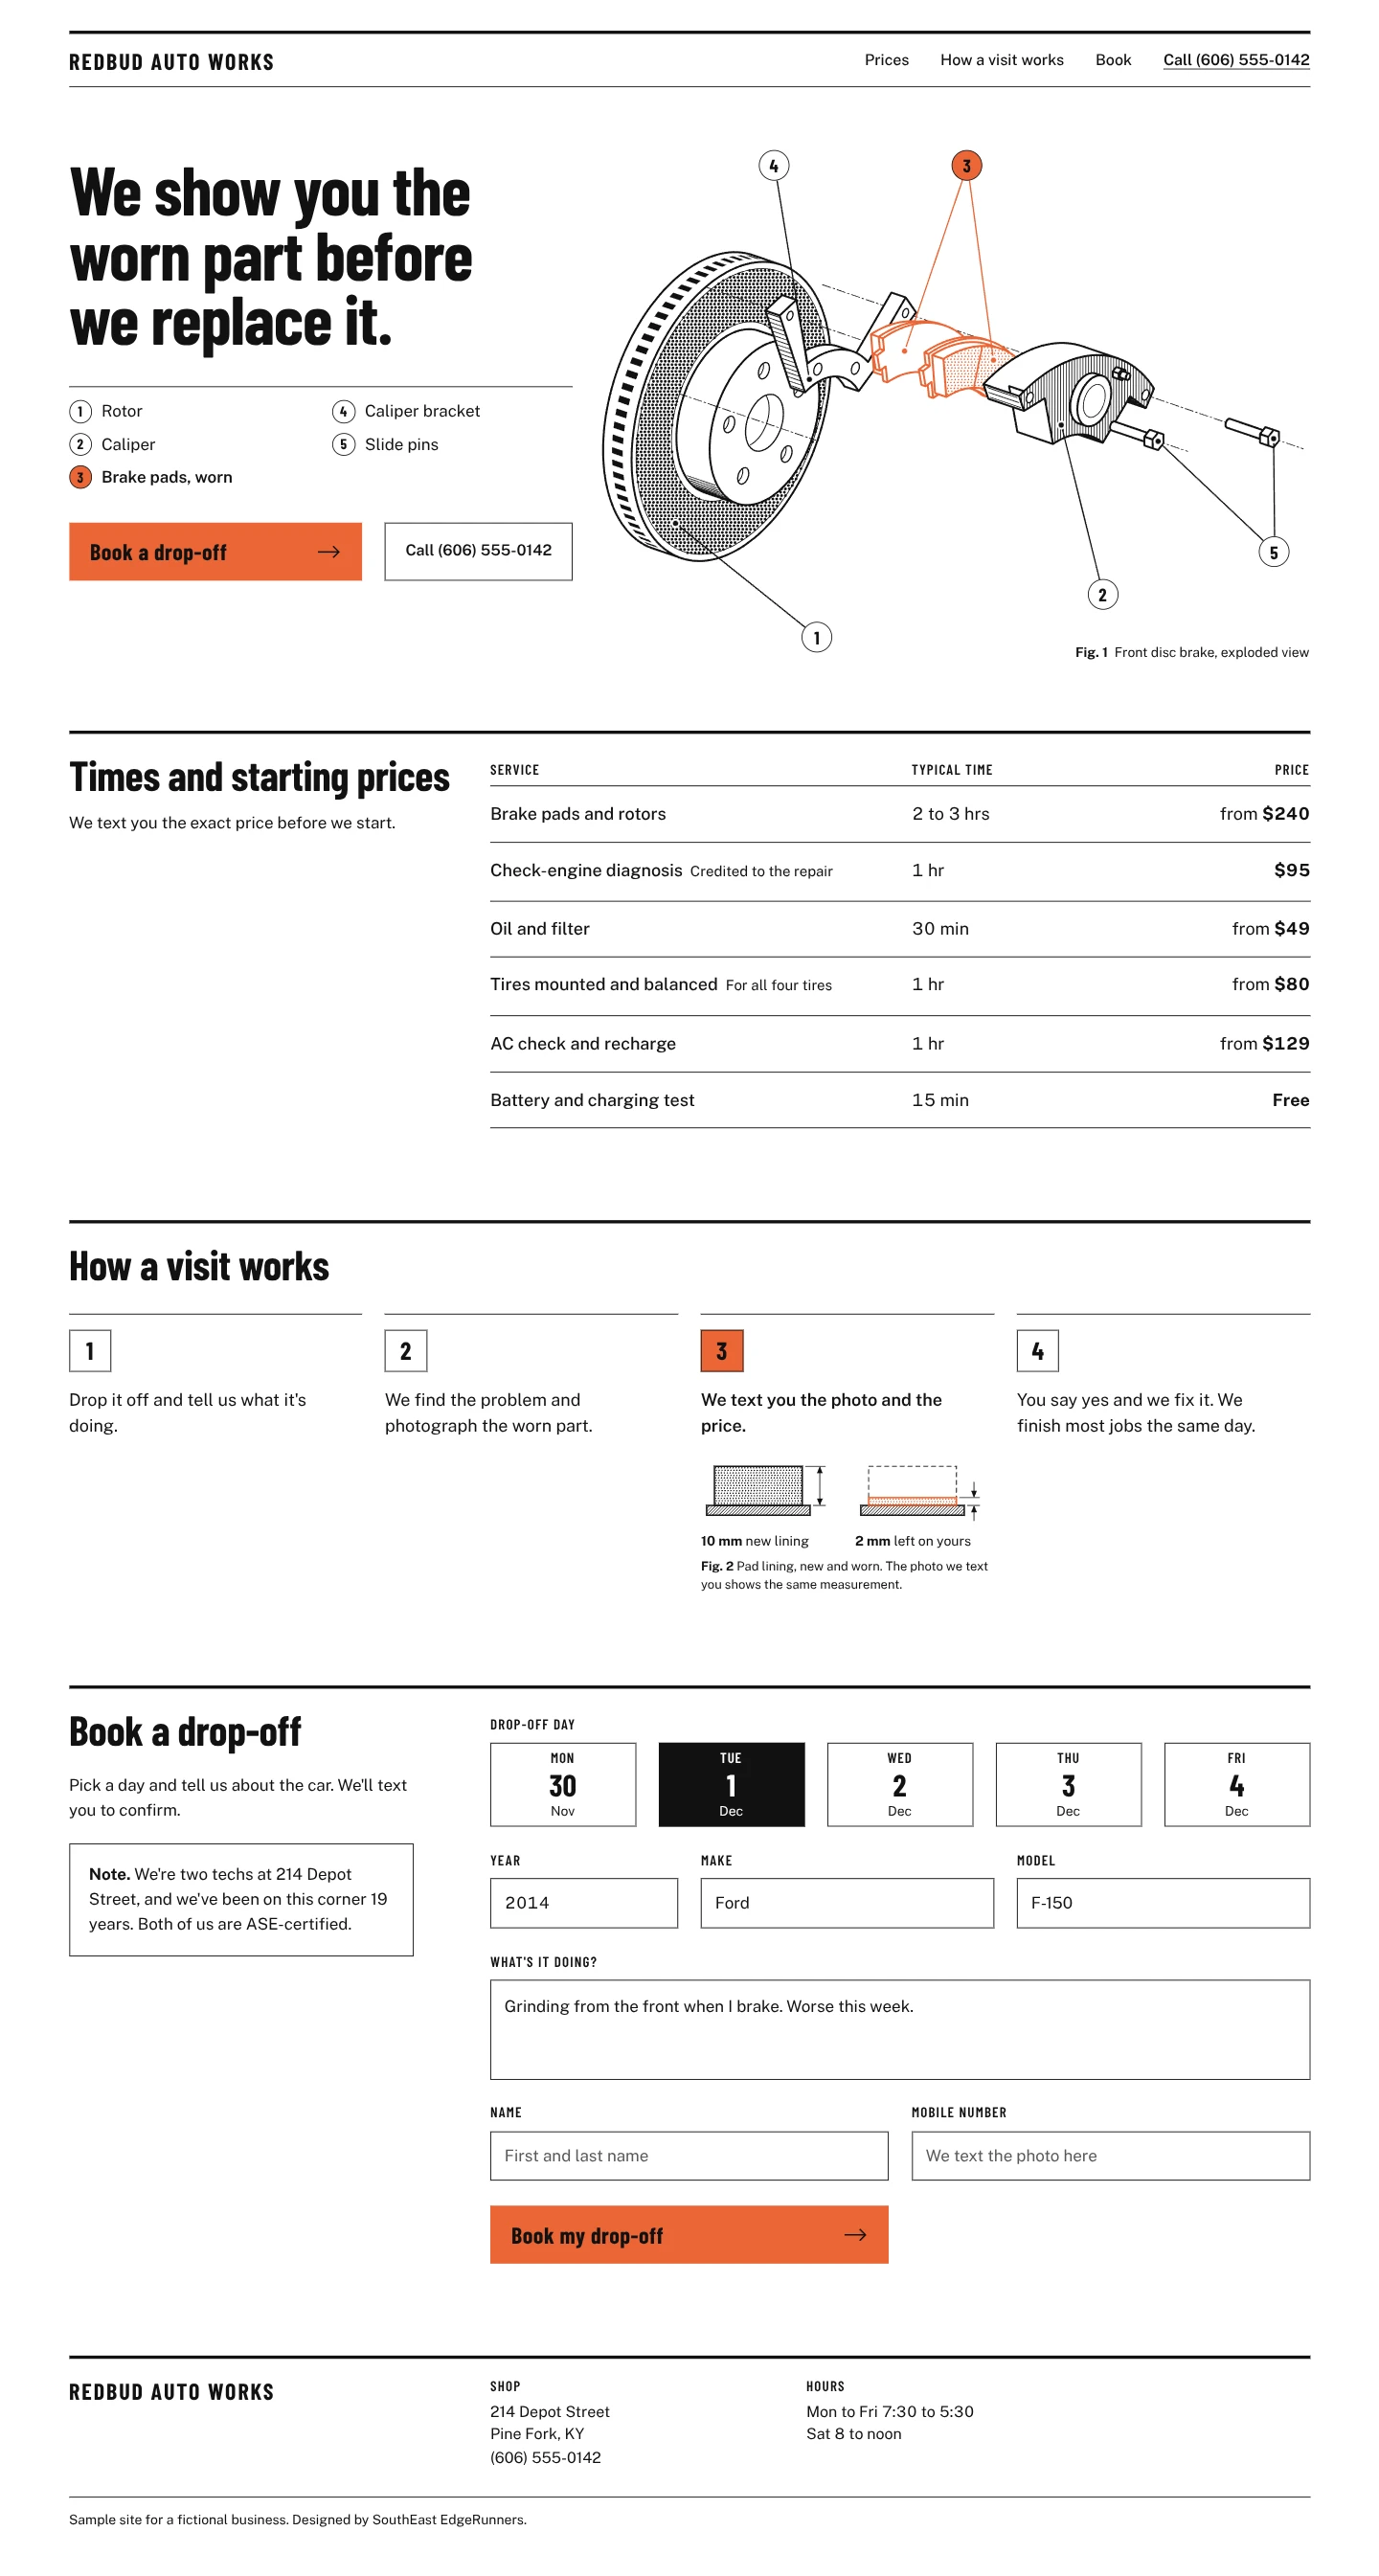 REDBUD AUTO WORKS
Prices
How a visit works
Book
Call (606) 555-0142
We show you the
worn part before
we replace it.
1 Rotor
2 Caliper
3 Brake pads, worn
4 Caliper bracket
5 Slide pins
Book a drop-off →
Call (606) 555-0142
4
3
5
2
1
Fig. 1 Front disc brake, exploded view
Times and starting prices
We text you the exact price before we start.
SERVICE TYPICAL TIME PRICE
Brake pads and rotors 2 to 3 hrs from $240
Check-engine diagnosis Credited to the repair 1 hr $95
Oil and filter 30 min from $49
Tires mounted and balanced For all four tires 1 hr from $80
AC check and recharge 1 hr from $129
Battery and charging test 15 min Free
How a visit works
1
Drop it off and tell us what it's
doing.
2
We find the problem and
photograph the worn part.
3
We text you the photo and the
price.
10 mm new lining
2 mm left on yours
Fig. 2 Pad lining, new and worn. The photo we text
you shows the same measurement.
4
You say yes and we fix it. We
finish most jobs the same day.
Book a drop-off
Pick a day and tell us about the car. We'll text
you to confirm.
Note. We're two techs at 214 Depot
Street, and we've been on this corner 19
years. Both of us are ASE-certified.
DROP-OFF DAY
MON
30
Nov
TUE
1
Dec
WED
2
Dec
THU
3
Dec
FRI
4
Dec
YEAR
2014
MAKE
Ford
MODEL
F-150
WHAT'S IT DOING?
Grinding from the front when I brake. Worse this week.
NAME
First and last name
MOBILE NUMBER
We text the photo here
Book my drop-off →
REDBUD AUTO WORKS
SHOP
214 Depot Street
Pine Fork, KY
(606) 555-0142
HOURS
Mon to Fri 7:30 to 5:30
Sat 8 to noon
Sample site for a fictional business. Designed by SouthEast EdgeRunners.